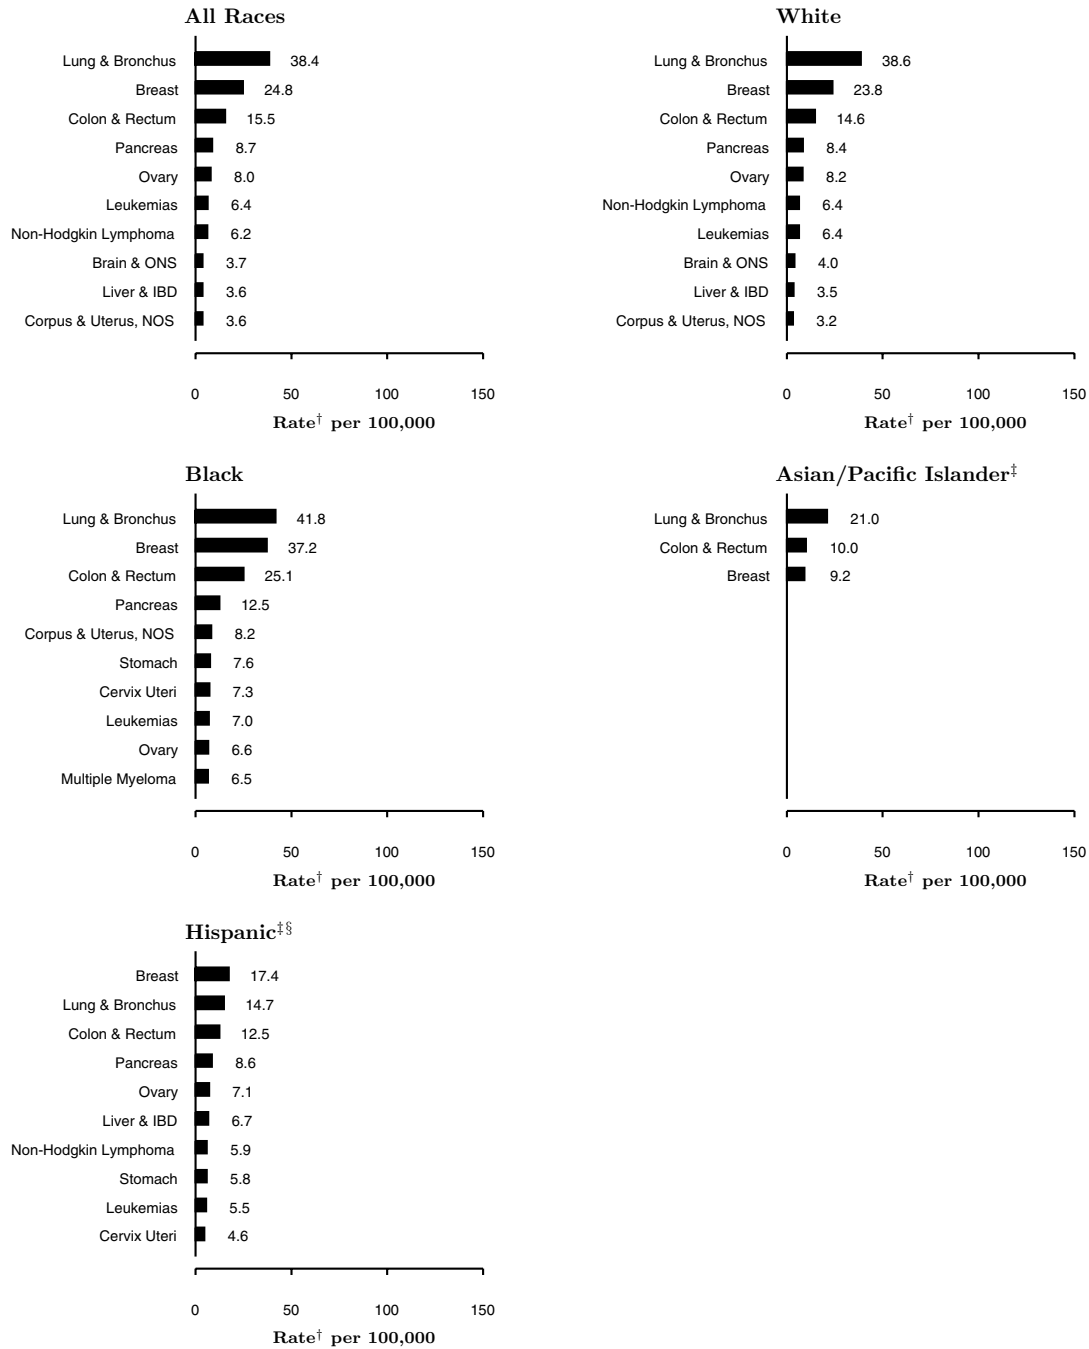 All Races
Lung & Bronchus 38.4
Breast 24.8
Colon & Rectum 15.5
Pancreas 8.7
Ovary 8.0
Leukemias 6.4
Non-Hodgkin Lymphoma 6.2
Brain & ONS 3.7
Liver & IBD 3.6
Corpus & Uterus, NOS 3.6
0 50 100 150
Rate† per 100,000
White
Lung & Bronchus 38.6
Breast 23.8
Colon & Rectum 14.6
Pancreas 8.4
Ovary 8.2
Non-Hodgkin Lymphoma 6.4
Leukemias 6.4
Brain & ONS 4.0
Liver & IBD 3.5
Corpus & Uterus, NOS 3.2
0 50 100 150
Rate† per 100,000
Black
Lung & Bronchus 41.8
Breast 37.2
Colon & Rectum 25.1
Pancreas 12.5
Corpus & Uterus, NOS 8.2
Stomach 7.6
Cervix Uteri 7.3
Leukemias 7.0
Ovary 6.6
Multiple Myeloma 6.5
0 50 100 150
Rate† per 100,000
Asian/Pacific Islander‡
Lung & Bronchus 21.0
Colon & Rectum 10.0
Breast 9.2
0 50 100 150
Rate† per 100,000
Hispanic‡§
Breast 17.4
Lung & Bronchus 14.7
Colon & Rectum 12.5
Pancreas 8.6
Ovary 7.1
Liver & IBD 6.7
Non-Hodgkin Lymphoma 5.9
Stomach 5.8
Leukemias 5.5
Cervix Uteri 4.6
0 50 100 150
Rate† per 100,000